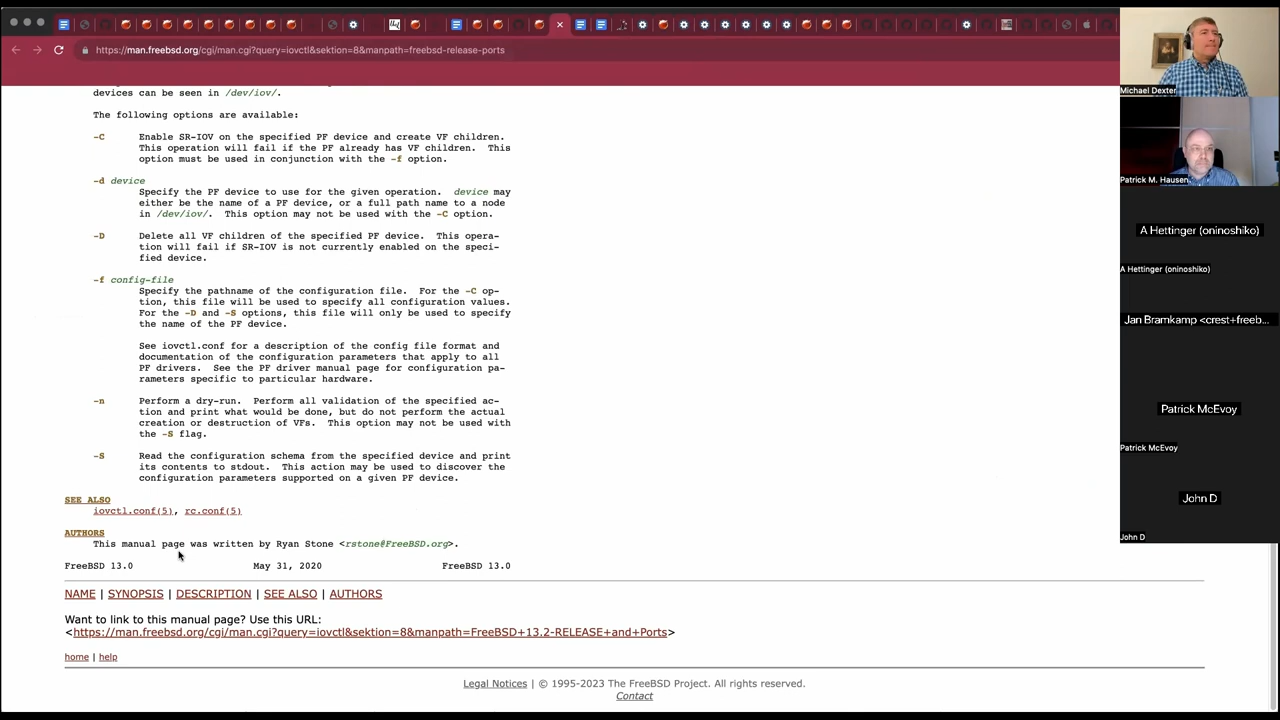 https://man.freebsd.org/cgi/man.cgi?query=iovctl&sektion=8&manpath=freebsd-release-ports
devices can be seen in /dev/iov/.
The following options are available:
-C Enable SR-IOV on the specified PF device and create VF children.
This operation will fail if the PF already has VF children. This
option must be used in conjunction with the -f option.
-d device
Specify the PF device to use for the given operation. device may
either be the name of a PF device, or a full path name to a node
in /dev/iov/. This option may not be used with the -C option.
-D Delete all VF children of the specified PF device. This opera-
tion will fail if SR-IOV is not currently enabled on the speci-
fied device.
-f config-file
Specify the pathname of the configuration file. For the -C op-
tion, this file will be used to specify all configuration values.
For the -D and -S options, this file will only be used to specify
the name of the PF device.
See iovctl.conf for a description of the config file format and
documentation of the configuration parameters that apply to all
PF drivers. See the PF driver manual page for configuration pa-
rameters specific to particular hardware.
-n Perform a dry-run. Perform all validation of the specified ac-
tion and print what would be done, but do not perform the actual
creation or destruction of VFs. This option may not be used with
the -S flag.
-S Read the configuration schema from the specified device and print
its contents to stdout. This action may be used to discover the
configuration parameters supported on a given PF device.
SEE ALSO
iovctl.conf(5), rc.conf(5)
AUTHORS
This manual page was written by Ryan Stone <rstone@FreeBSD.org>.
FreeBSD 13.0 May 31, 2020 FreeBSD 13.0
NAME | SYNOPSIS | DESCRIPTION | SEE ALSO | AUTHORS
Want to link to this manual page? Use this URL:
<https://man.freebsd.org/cgi/man.cgi?query=iovctl&sektion=8&manpath=FreeBSD+13.2-RELEASE+and+Ports>
home | help
Legal Notices | © 1995-2023 The FreeBSD Project. All rights reserved.
Contact
Michael Dexter
Patrick M. Hausen
A Hettinger (oninoshiko)
A Hettinger (oninoshiko)
Jan Bramkamp <crest+freeb...
Patrick McEvoy
Patrick McEvoy
John D
John D